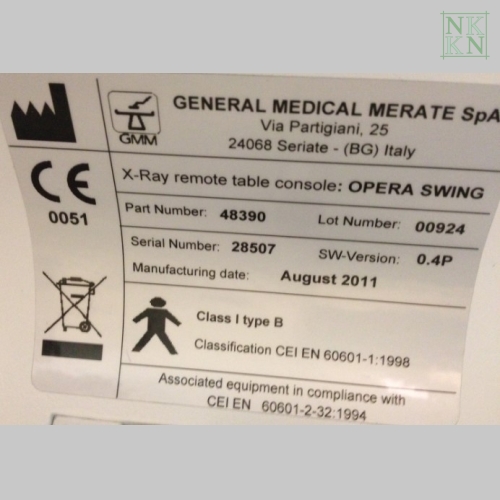 NK
KN
GENERAL MEDICAL MERATE SpA
Via Partigiani, 25
24068 Seriate - (BG) Italy
GMM
X-Ray remote table console: OPERA SWING
0051
Part Number: 48390 Lot Number: 00924
Serial Number: 28507 SW-Version: 0.4P
Manufacturing date: August 2011
Class I type B
Classification CEI EN 60601-1:1998
Associated equipment in compliance with
CEI EN 60601-2-32:1994